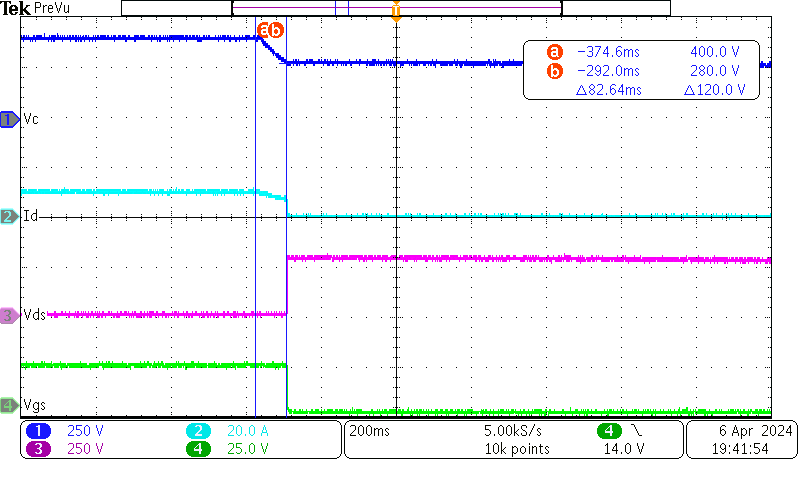 Tek PreVu
a b
a -374.6ms 400.0 V
b -292.0ms 280.0 V
Δ82.64ms Δ120.0 V
1 Vc
2 Id
3 Vds
4 Vgs
1 250 V 2 20.0 A 200ms 5.00kS/s 4 6 Apr 2024
3 250 V 4 25.0 V 10k points 14.0 V 19:41:54